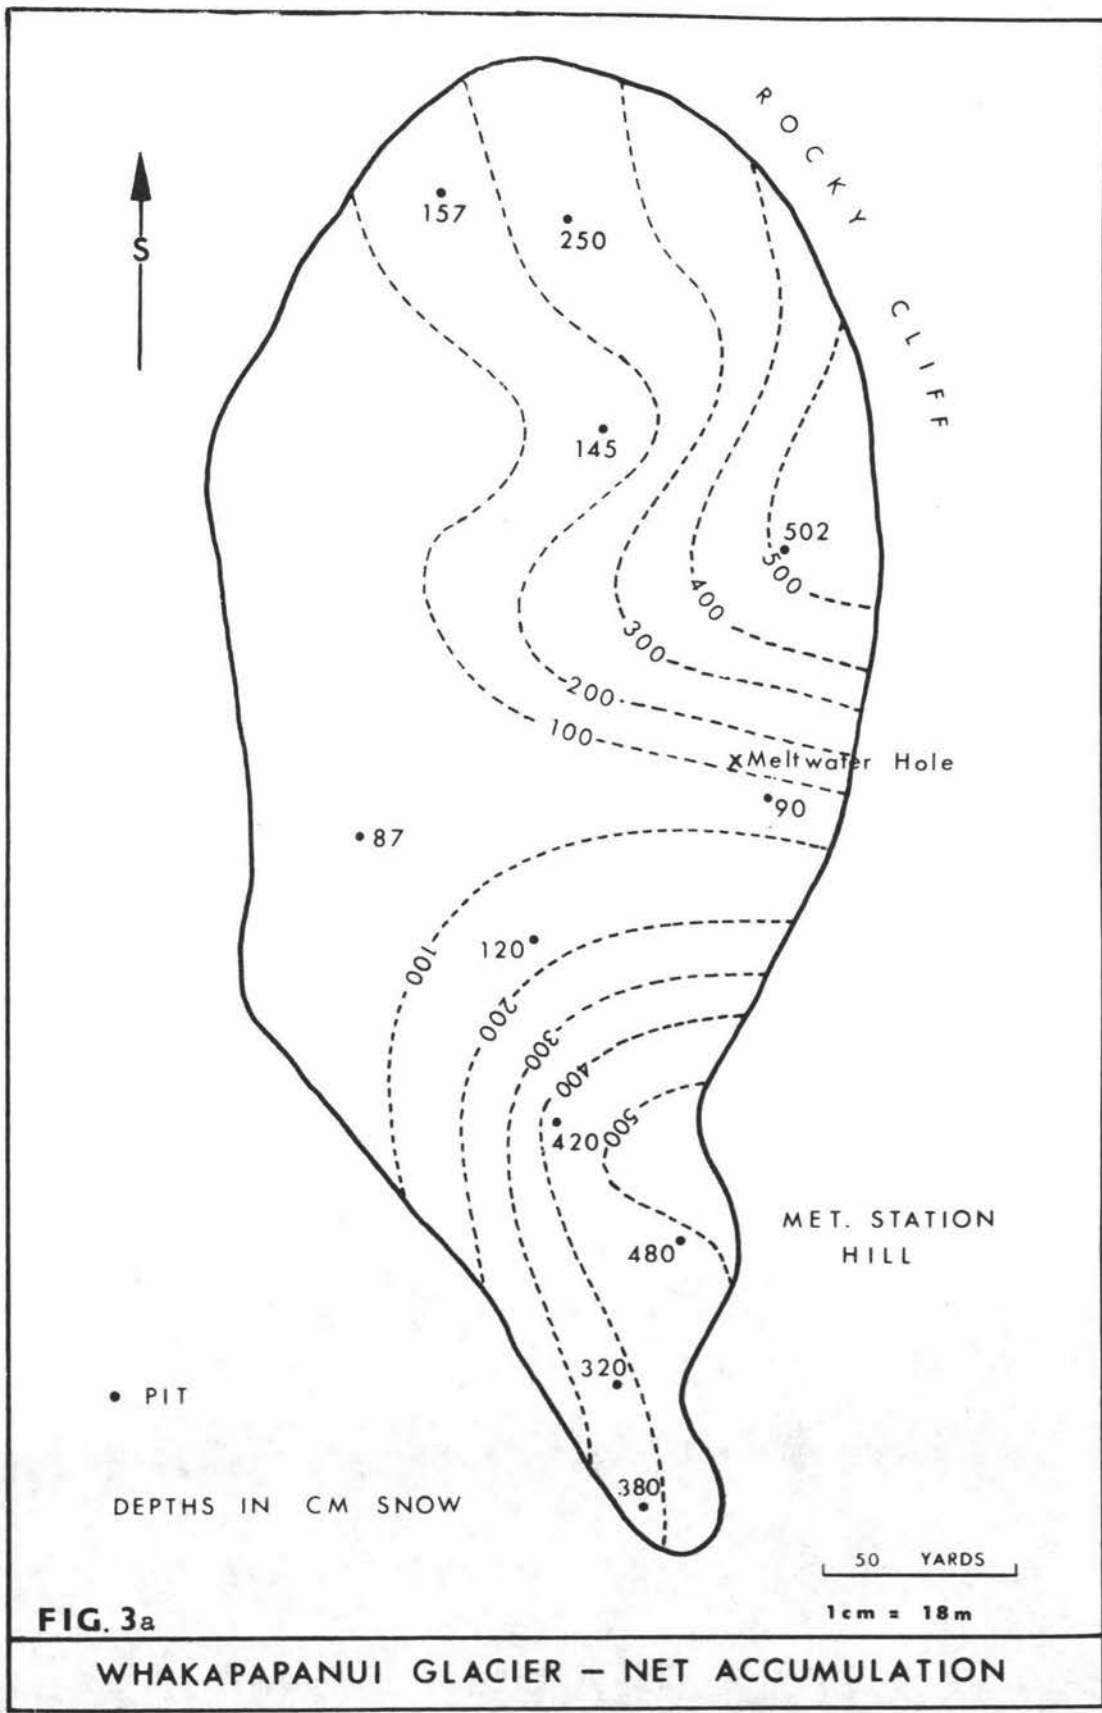 ROCKY CLIFF
S
157
250
145
502
500
400
300
200
100
Meltwater Hole
90
87
120
100
200
300
400
500
420
MET. STATION
HILL
480
320
PIT
380
DEPTHS IN CM SNOW
50 YARDS
1cm = 18m
FIG. 3a
WHAKAPAPANUI GLACIER – NET ACCUMULATION